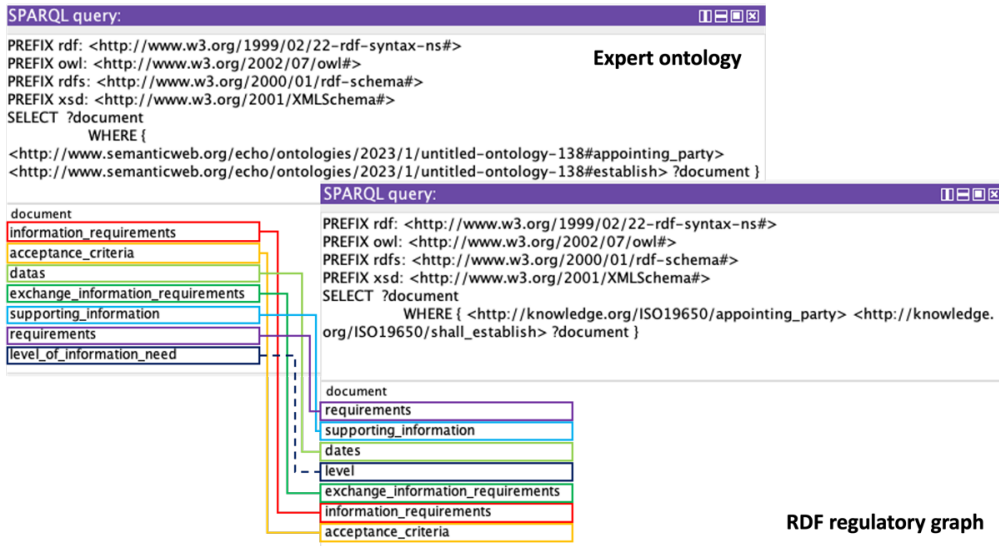 SPARQL query:
PREFIX rdf: <http://www.w3.org/1999/02/22-rdf-syntax-ns#>
PREFIX owl: <http://www.w3.org/2002/07/owl#>
PREFIX rdfs: <http://www.w3.org/2000/01/rdf-schema#>
PREFIX xsd: <http://www.w3.org/2001/XMLSchema#>
SELECT ?document
WHERE {
<http://www.semanticweb.org/echo/ontologies/2023/1/untitled-ontology-138#appointing_party>
<http://www.semanticweb.org/echo/ontologies/2023/1/untitled-ontology-138#establish> ?document }
Expert ontology
document
information_requirements
acceptance_criteria
datas
exchange_information_requirements
supporting_information
requirements
level_of_information_need
SPARQL query:
PREFIX rdf: <http://www.w3.org/1999/02/22-rdf-syntax-ns#>
PREFIX owl: <http://www.w3.org/2002/07/owl#>
PREFIX rdfs: <http://www.w3.org/2000/01/rdf-schema#>
PREFIX xsd: <http://www.w3.org/2001/XMLSchema#>
SELECT ?document
WHERE { <http://knowledge.org/ISO19650/appointing_party> <http://knowledge.
org/ISO19650/shall_establish> ?document }
document
requirements
supporting_information
dates
level
exchange_information_requirements
information_requirements
acceptance_criteria
RDF regulatory graph